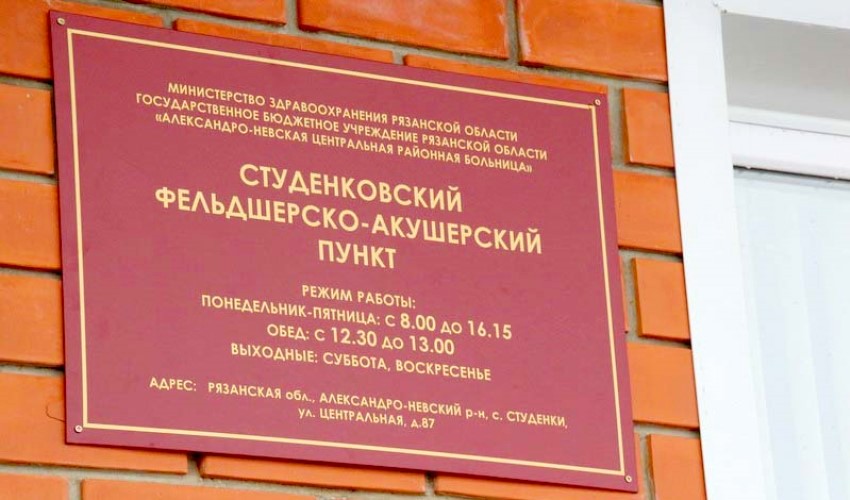 МИНИСТЕРСТВО ЗДРАВООХРАНЕНИЯ РЯЗАНСКОЙ ОБЛАСТИ
ГОСУДАРСТВЕННОЕ БЮДЖЕТНОЕ УЧРЕЖДЕНИЕ РЯЗАНСКОЙ ОБЛАСТИ
«АЛЕКСАНДРО-НЕВСКАЯ ЦЕНТРАЛЬНАЯ РАЙОННАЯ БОЛЬНИЦА»
СТУДЕНКОВСКИЙ
ФЕЛЬДШЕРСКО-АКУШЕРСКИЙ
ПУНКТ
РЕЖИМ РАБОТЫ:
ПОНЕДЕЛЬНИК-ПЯТНИЦА: С 8.00 ДО 16.15
ОБЕД: С 12.30 ДО 13.00
ВЫХОДНЫЕ: СУББОТА, ВОСКРЕСЕНЬЕ
АДРЕС: РЯЗАНСКАЯ обл., АЛЕКСАНДРО-НЕВСКИЙ р-н, с. СТУДЕНКИ,
ул. ЦЕНТРАЛЬНАЯ, д.87